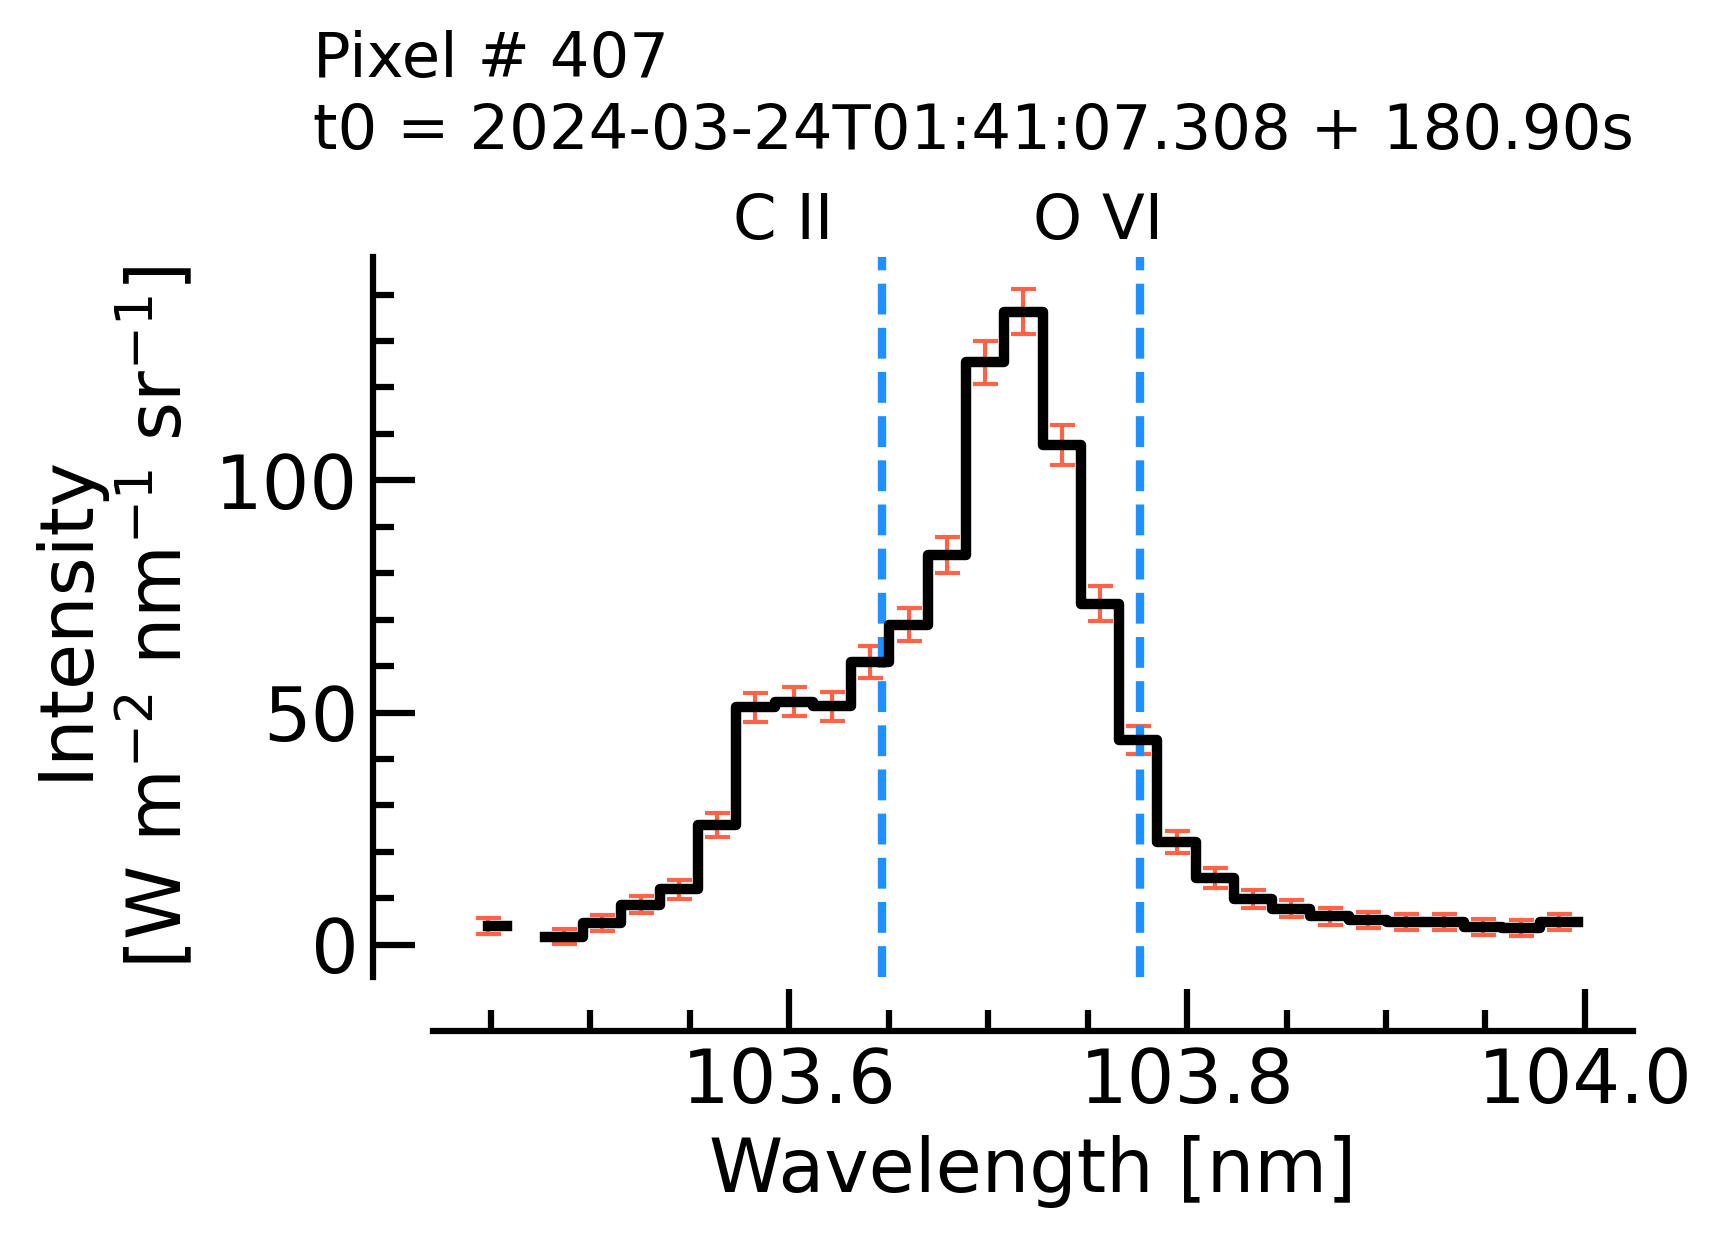 Pixel # 407
t0 = 2024-03-24T01:41:07.308 + 180.90s
C II O VI
Intensity
[W m⁻² nm⁻¹ sr⁻¹]
100
50
0
103.6 103.8 104.0
Wavelength [nm]